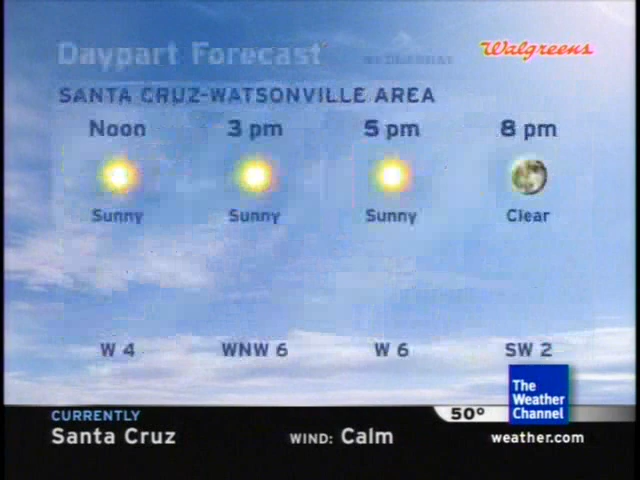 Daypart Forecast
WEDNESDAY
Walgreens
SANTA CRUZ-WATSONVILLE AREA
Noon 3 pm 5 pm 8 pm
Sunny Sunny Sunny Clear
W 4 WNW 6 W 6 SW 2
CURRENTLY 50°
The Weather Channel
Santa Cruz WIND: Calm weather.com